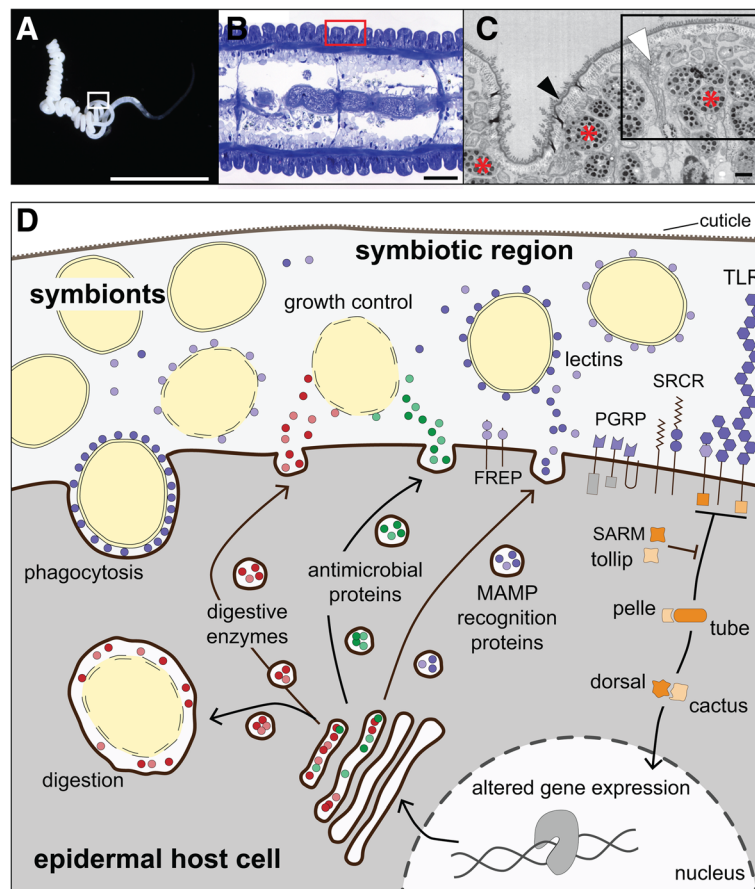 A
B
C
*
*
D
cuticle
symbiotic region
symbionts
growth control
TLR
lectins
SRCR
PGRP
FREP
phagocytosis
SARM
tollip
antimicrobial
proteins
MAMP
recognition
proteins
digestive
enzymes
pelle
tube
dorsal
cactus
digestion
altered gene expression
epidermal host cell
nucleus